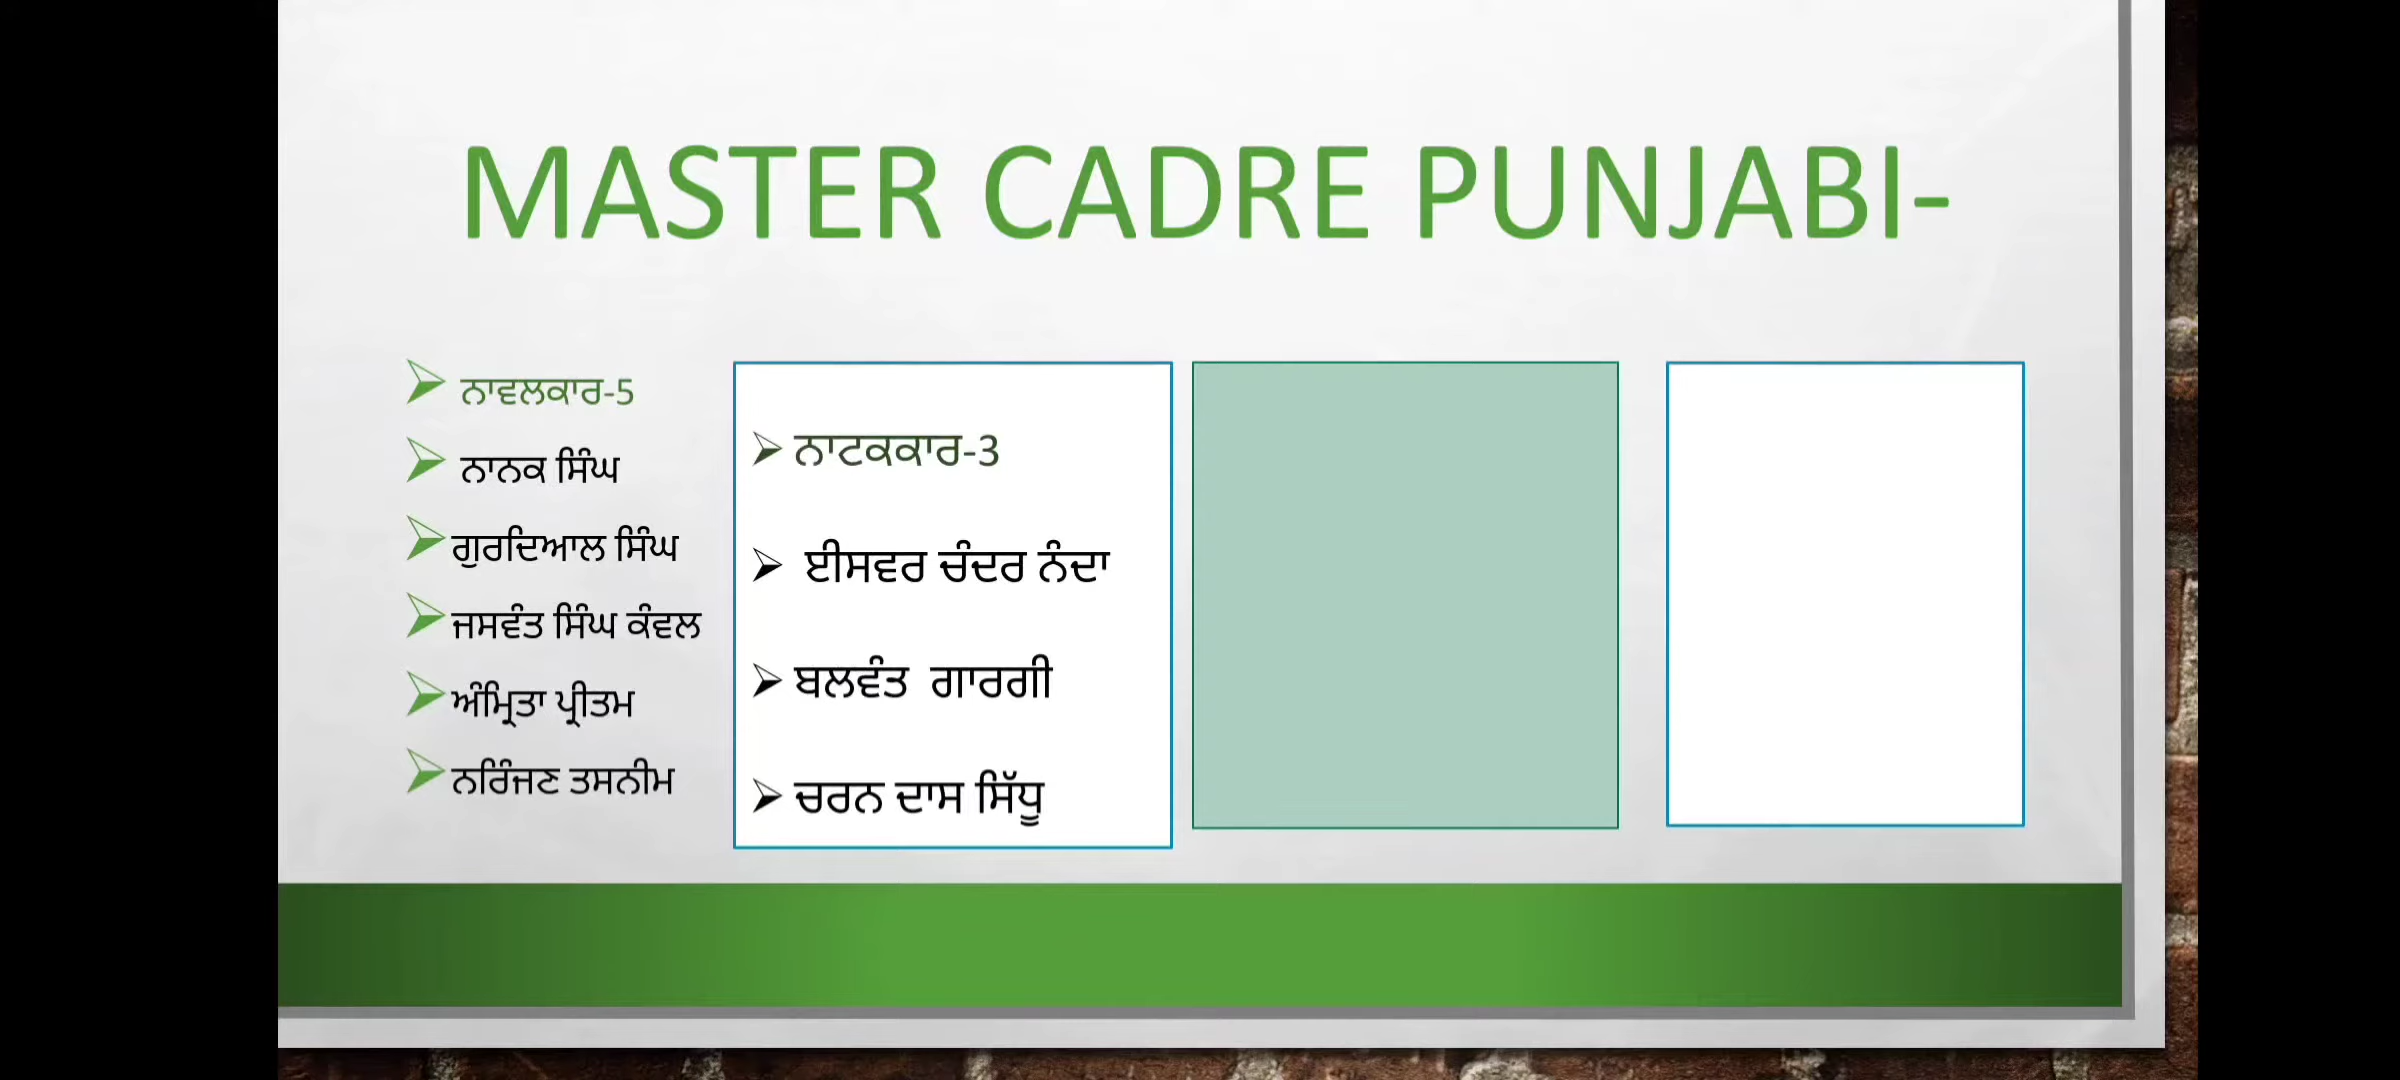 MASTER CADRE PUNJABI-
ਨਾਵਲਕਾਰ-5
ਨਾਨਕ ਸਿੰਘ
ਗੁਰਦਿਆਲ ਸਿੰਘ
ਜਸਵੰਤ ਸਿੰਘ ਕੰਵਲ
ਅੰਮ੍ਰਿਤਾ ਪ੍ਰੀਤਮ
ਨਰਿੰਜਣ ਤਸਨੀਮ
ਨਾਟਕਕਾਰ-3
ਈਸਵਰ ਚੰਦਰ ਨੰਦਾ
ਬਲਵੰਤ ਗਾਰਗੀ
ਚਰਨ ਦਾਸ ਸਿੱਧੂ